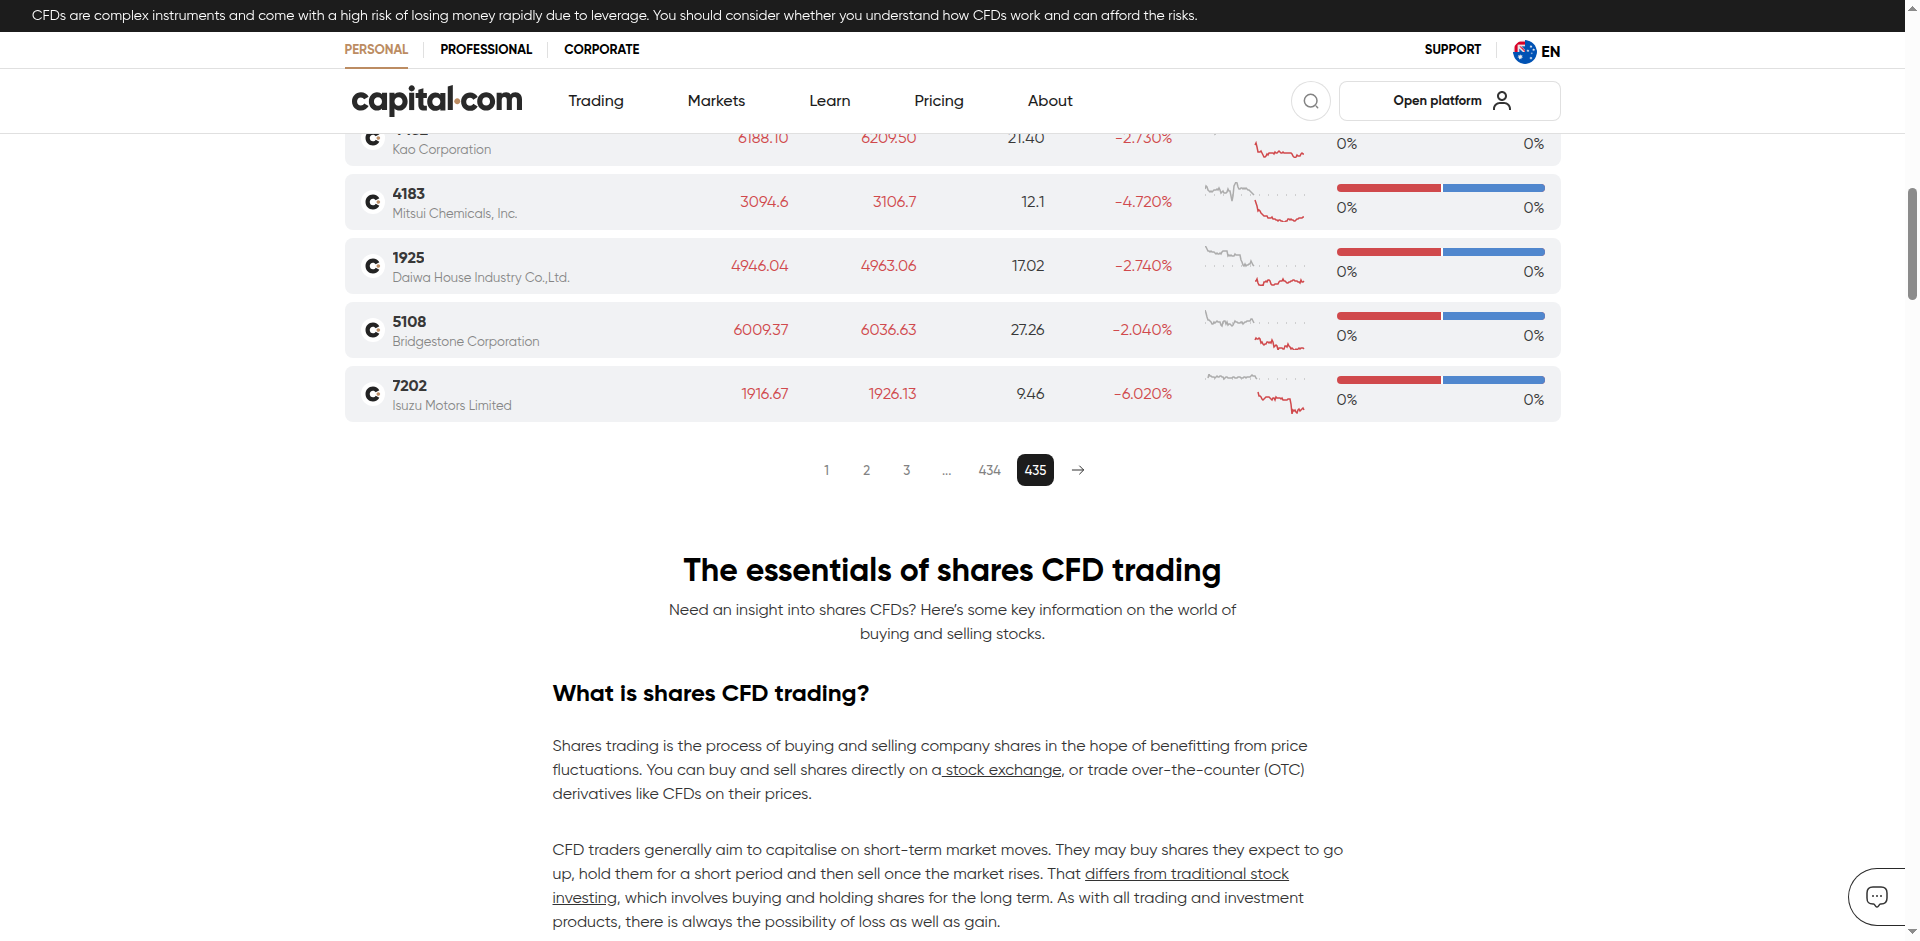 CFDs are complex instruments and come with a high risk of losing money rapidly due to leverage. You should consider whether you understand how CFDs work and can afford the risks.
PERSONAL PROFESSIONAL CORPORATE SUPPORT EN
capital.com Trading Markets Learn Pricing About Open platform
6188.10 6209.50 21.40 -2.730%
Kao Corporation 0% 0%
4183
Mitsui Chemicals, Inc. 3094.6 3106.7 12.1 -4.720% 0% 0%
1925
Daiwa House Industry Co.,Ltd. 4946.04 4963.06 17.02 -2.740% 0% 0%
5108
Bridgestone Corporation 6009.37 6036.63 27.26 -2.040% 0% 0%
7202
Isuzu Motors Limited 1916.67 1926.13 9.46 -6.020% 0% 0%
1 2 3 ... 434 435
The essentials of shares CFD trading
Need an insight into shares CFDs? Here's some key information on the world of
buying and selling stocks.
What is shares CFD trading?
Shares trading is the process of buying and selling company shares in the hope of benefitting from price
fluctuations. You can buy and sell shares directly on a stock exchange, or trade over-the-counter (OTC)
derivatives like CFDs on their prices.
CFD traders generally aim to capitalise on short-term market moves. They may buy shares they expect to go
up, hold them for a short period and then sell once the market rises. That differs from traditional stock
investing, which involves buying and holding shares for the long term. As with all trading and investment
products, there is always the possibility of loss as well as gain.